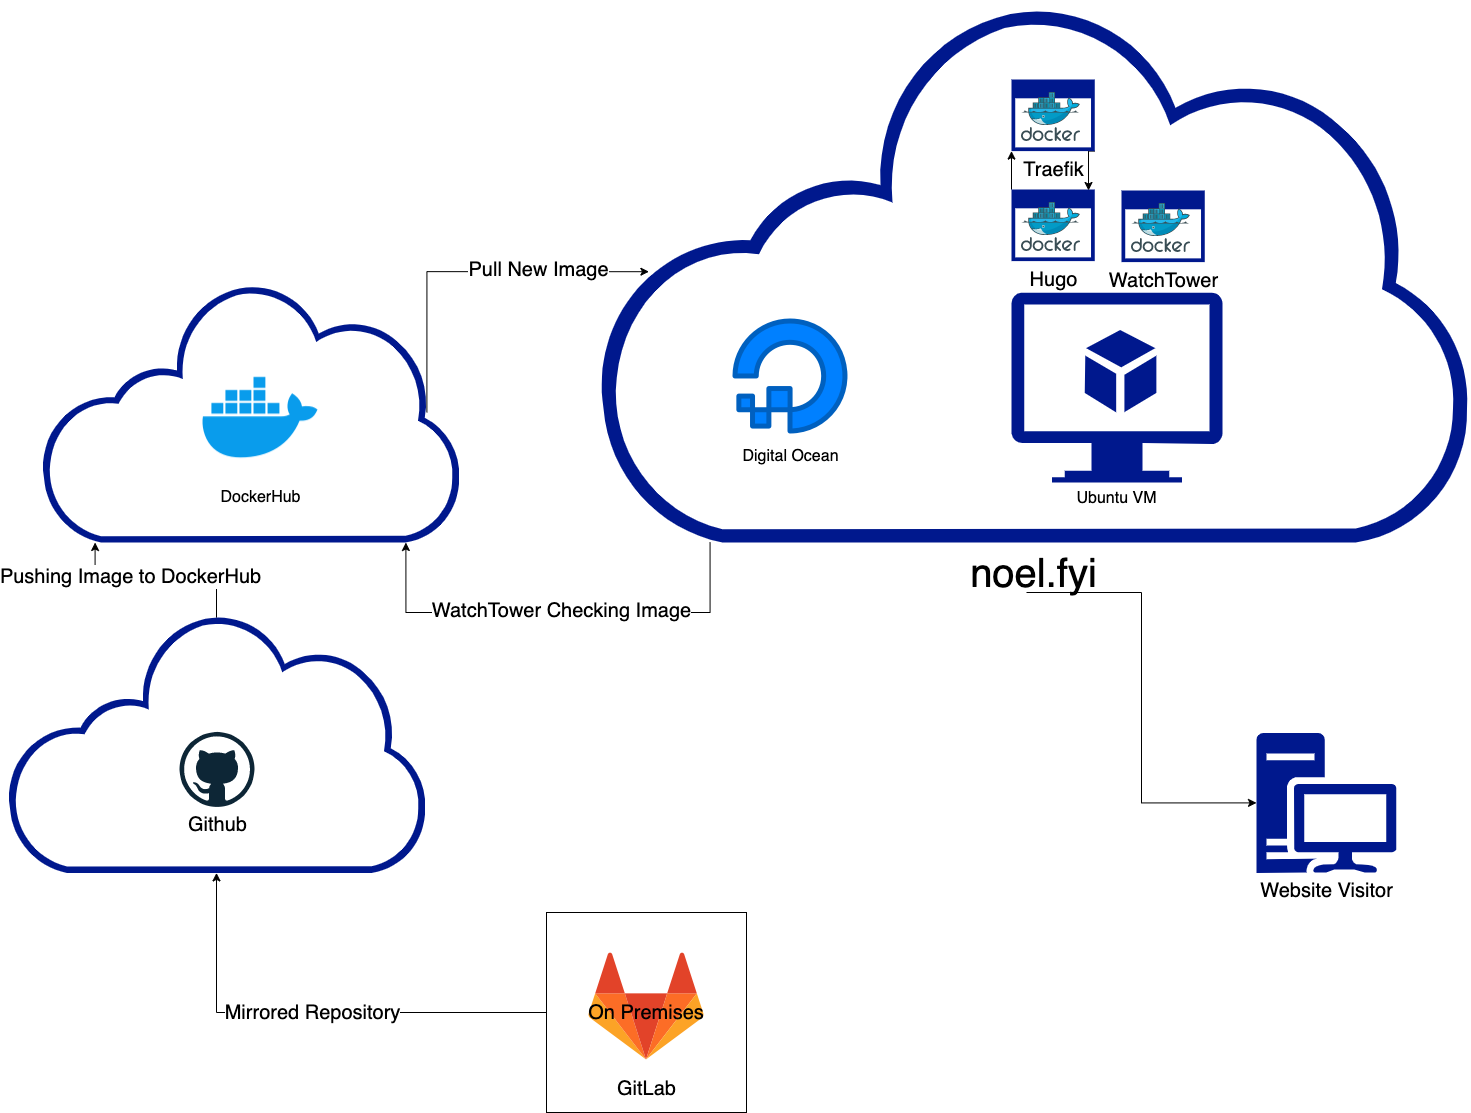 docker
Traefik
docker
docker
Hugo
WatchTower
Pull New Image
Digital Ocean
Ubuntu VM
DockerHub
noel.fyi
Pushing Image to DockerHub
WatchTower Checking Image
Github
Website Visitor
Mirrored Repository
On Premises
GitLab